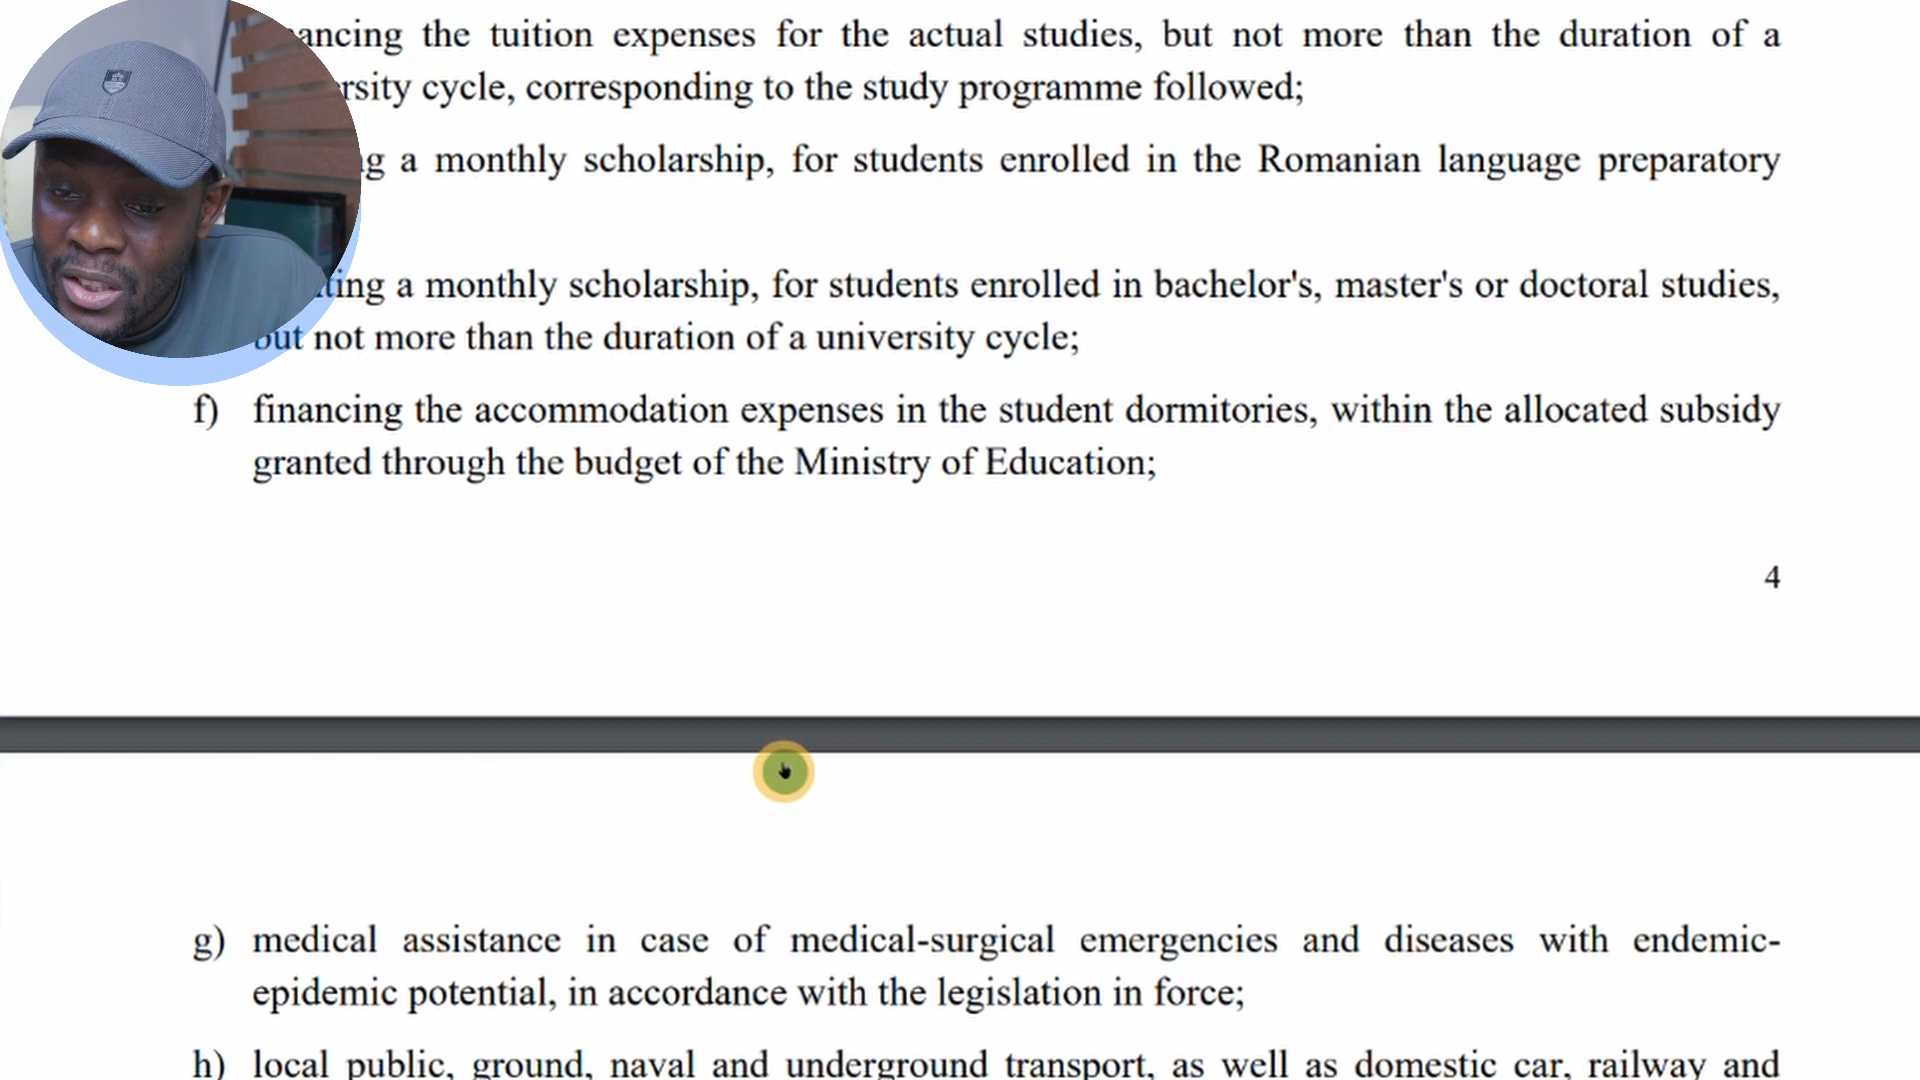 the tuition expenses for the actual studies, but not more than the duration of a
cycle, corresponding to the study programme followed;
a monthly scholarship, for students enrolled in the Romanian language preparatory
a monthly scholarship, for students enrolled in bachelor's, master's or doctoral studies,
but not more than the duration of a university cycle;
f) financing the accommodation expenses in the student dormitories, within the allocated subsidy
granted through the budget of the Ministry of Education;
4
g) medical assistance in case of medical-surgical emergencies and diseases with endemic-
epidemic potential, in accordance with the legislation in force;
h) local public, ground, naval and underground transport, as well as domestic car, railway and